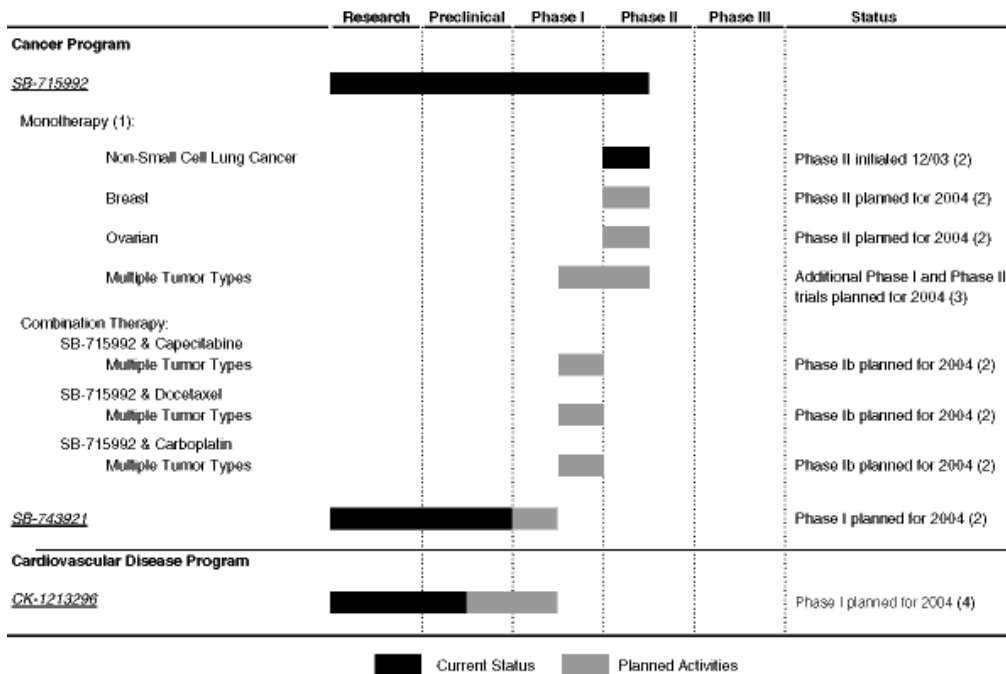 Research Preclinical Phase I Phase II Phase III Status
Cancer Program
SB-715992
Monotherapy (1):
Non-Small Cell Lung Cancer Phase II initiated 12/03 (2)
Breast Phase II planned for 2004 (2)
Ovarian Phase II planned for 2004 (2)
Multiple Tumor Types Additional Phase I and Phase II
trials planned for 2004 (3)
Combination Therapy:
SB-715992 & Capecitabine
Multiple Tumor Types Phase Ib planned for 2004 (2)
SB-715992 & Docetaxel
Multiple Tumor Types Phase Ib planned for 2004 (2)
SB-715992 & Carboplatin
Multiple Tumor Types Phase Ib planned for 2004 (2)
SB-743921 Phase I planned for 2004 (2)
Cardiovascular Disease Program
CK-1213296 Phase I planned for 2004 (4)
Current Status Planned Activities